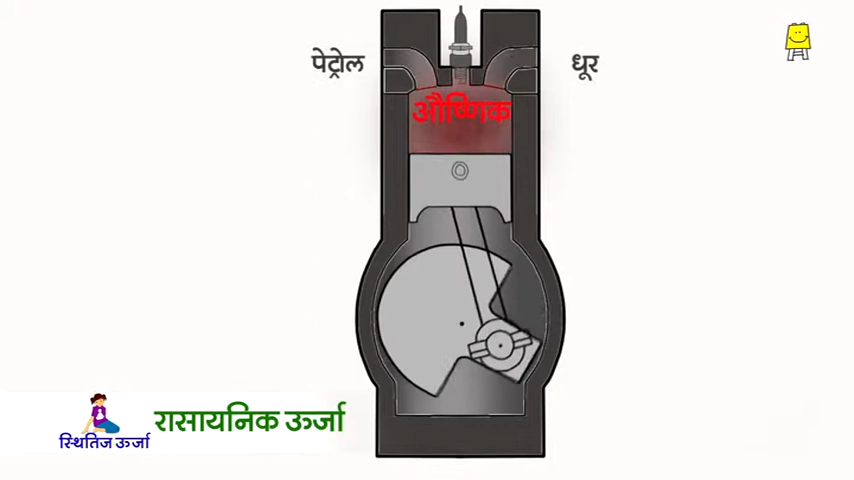 पेट्रोल
धूर
औष्णिक
रासायनिक ऊर्जा
स्थितिज ऊर्जा